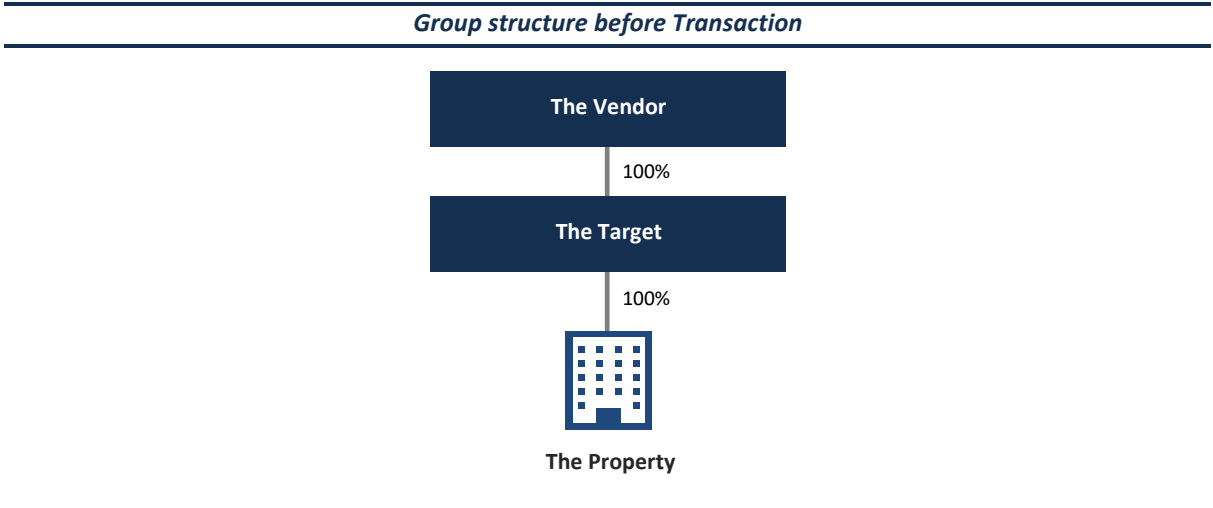 Group structure before Transaction
The Vendor
100%
The Target
100%
The Property